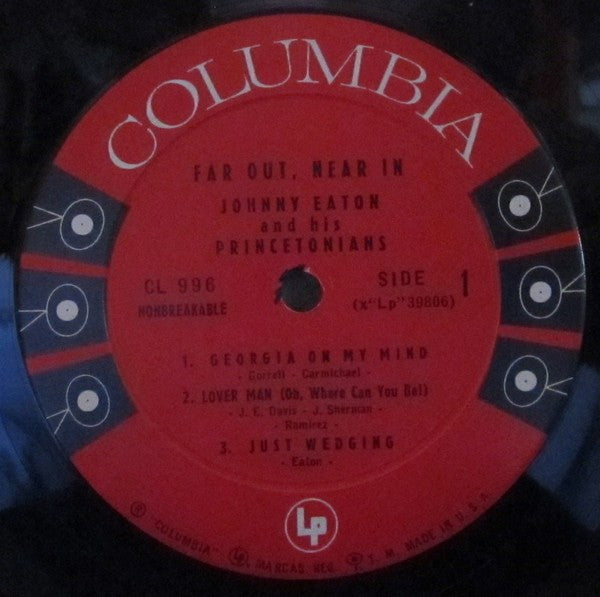 COLUMBIA
FAR OUT, NEAR IN
JOHNNY EATON
and his
PRINCETONIANS
CL 996
NONBREAKABLE
SIDE 1
(x"Lp"39806)
1. GEORGIA ON MY MIND
- Gorrell - Carmichael -
2. LOVER MAN (Oh, Where Can You Be!)
- J. E. Davis - J. Sherman -
Ramirez -
3. JUST WEDGING
- Eaton -
Lp
® "COLUMBIA" Lp, MARCAS. REG. T. M. MADE IN U.S.A.